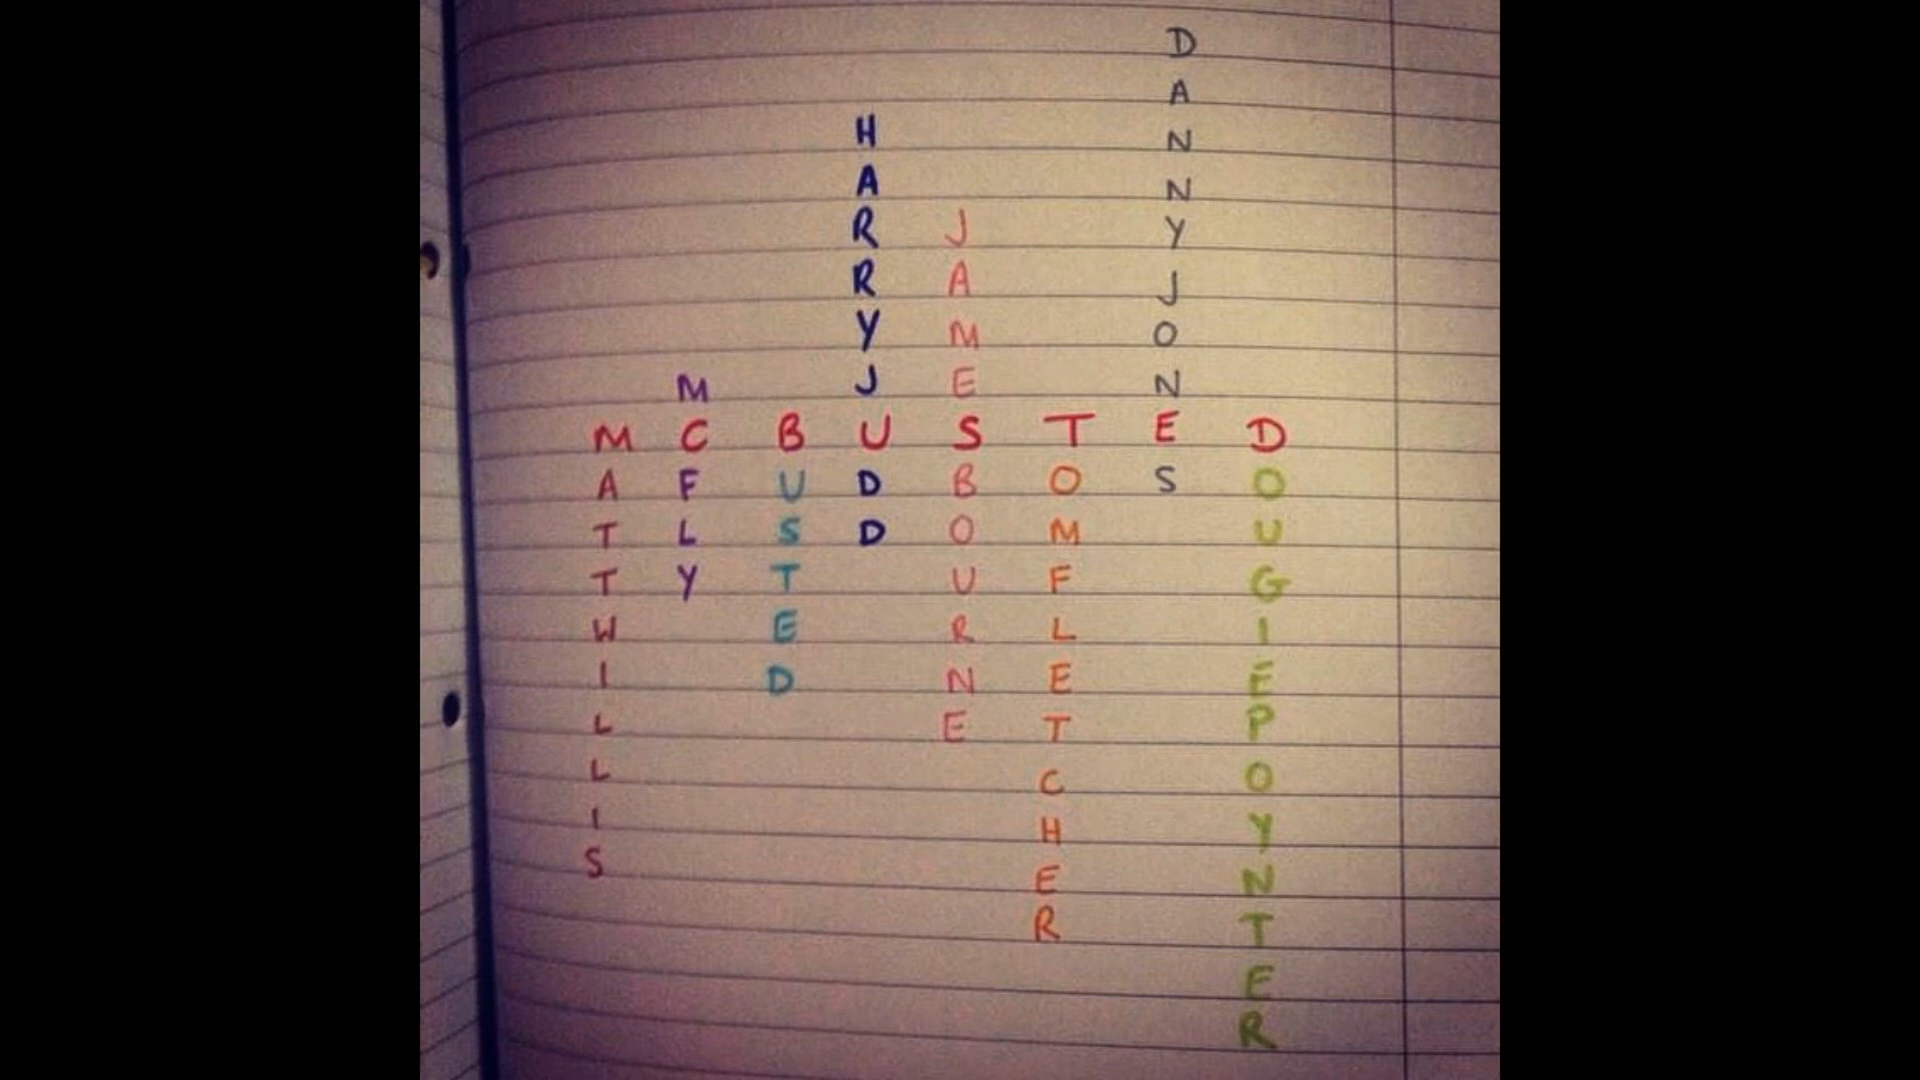 MCBUSTED
MATTWILLIS
MCFLY
BUSTED
HARRYJUDD
JAMESBOURNE
TOMFLETCHER
DANNYJONES
DOUGIEPOYNTER